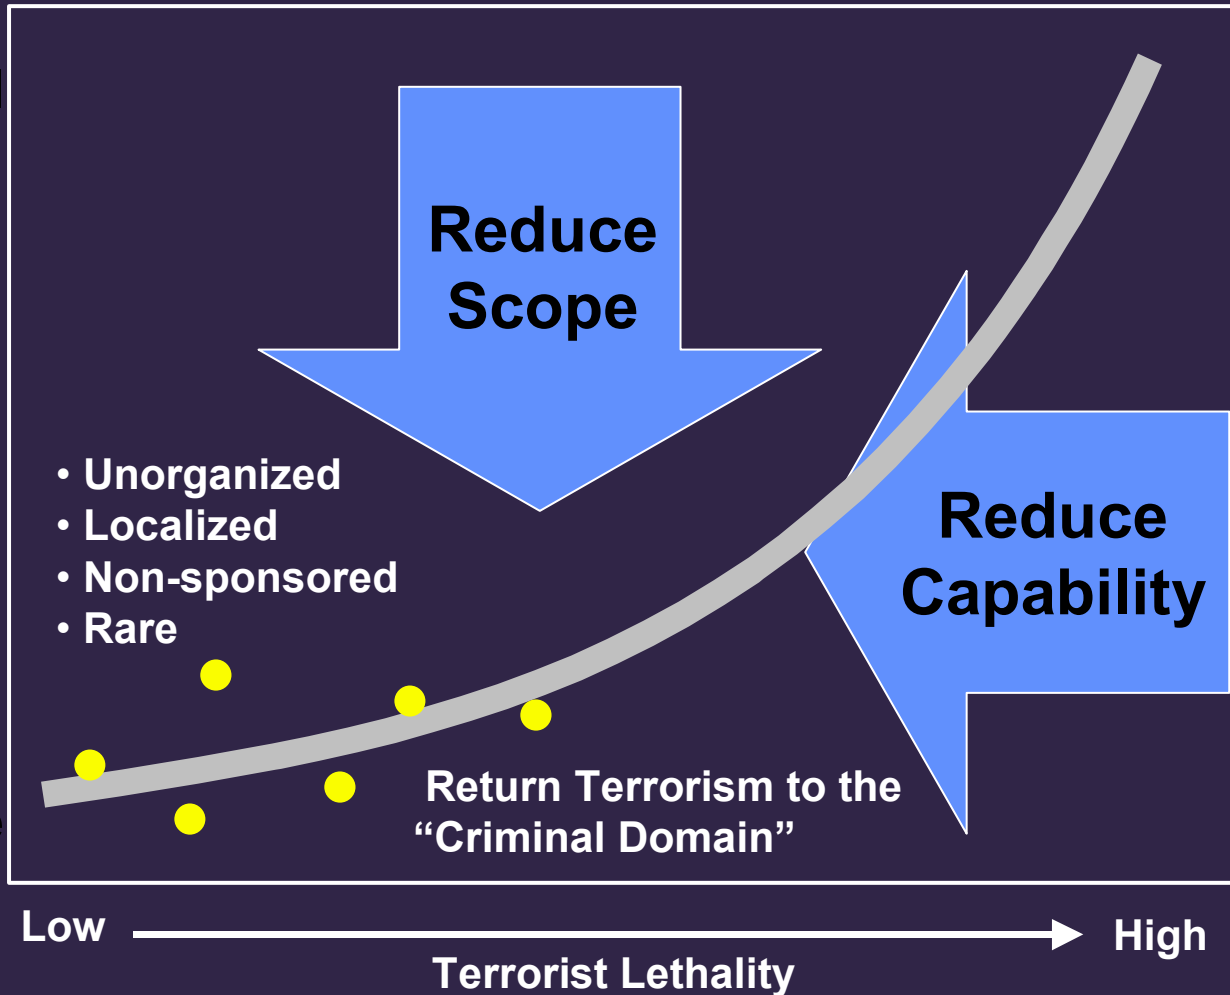 Reduce
Scope
• Unorganized
• Localized
• Non-sponsored
• Rare
Reduce
Capability
Return Terrorism to the
“Criminal Domain”
Low
High
Terrorist Lethality